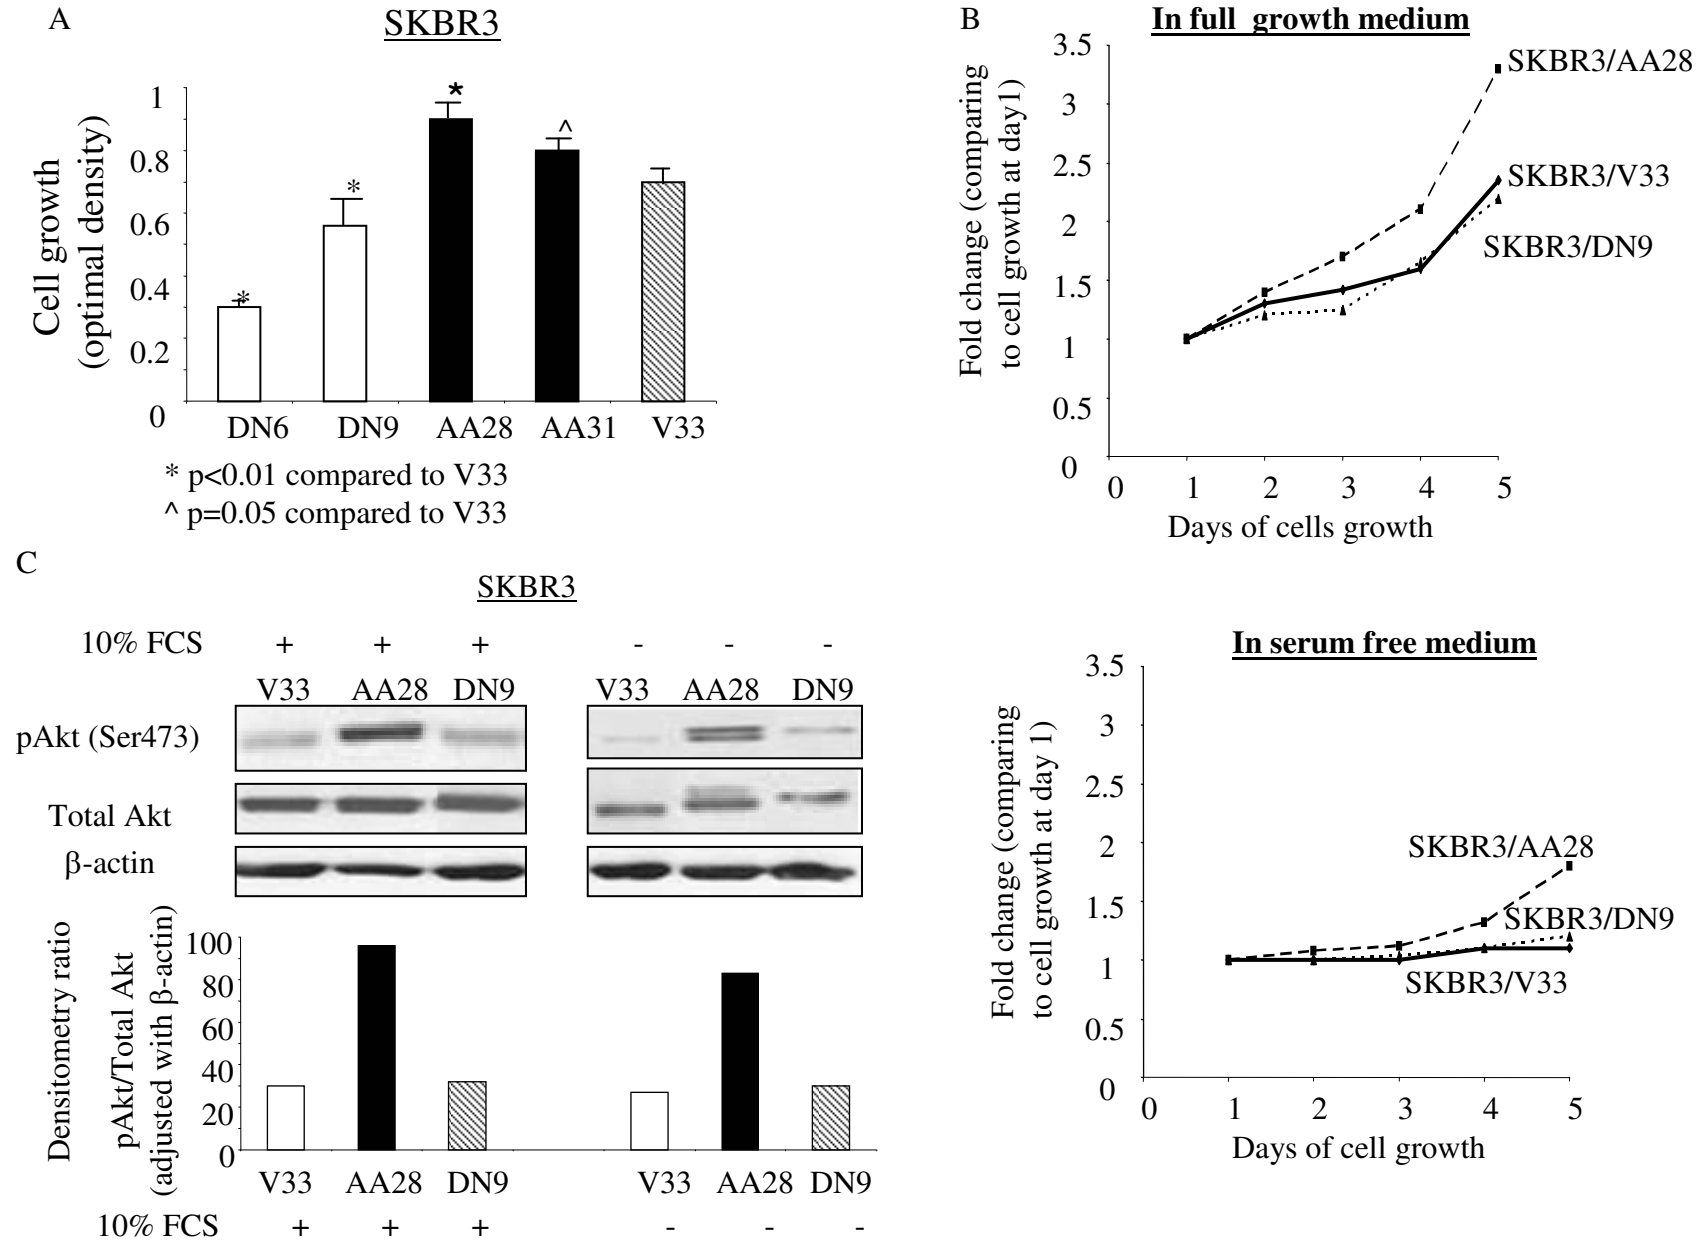 A
SKBR3
Cell growth
(optimal density)
1
0.8
0.6
0.4
0.2
0
*
*
*
^
DN6 DN9 AA28 AA31 V33
* p<0.01 compared to V33
^ p=0.05 compared to V33
B
In full growth medium
Fold change (comparing
to cell growth at day1)
3.5
3
2.5
2
1.5
1
0.5
0
SKBR3/AA28
SKBR3/V33
SKBR3/DN9
0 1 2 3 4 5
Days of cells growth
In serum free medium
Fold change (comparing
to cell growth at day 1)
3.5
3
2.5
2
1.5
1
0.5
0
SKBR3/AA28
SKBR3/DN9
SKBR3/V33
0 1 2 3 4 5
Days of cell growth
C
SKBR3
10% FCS + + + - - -
V33 AA28 DN9 V33 AA28 DN9
pAkt (Ser473)
Total Akt
β-actin
Densitometry ratio
pAkt/Total Akt
(adjusted with β-actin)
100
80
60
40
20
0
V33 AA28 DN9 V33 AA28 DN9
10% FCS + + + - - -